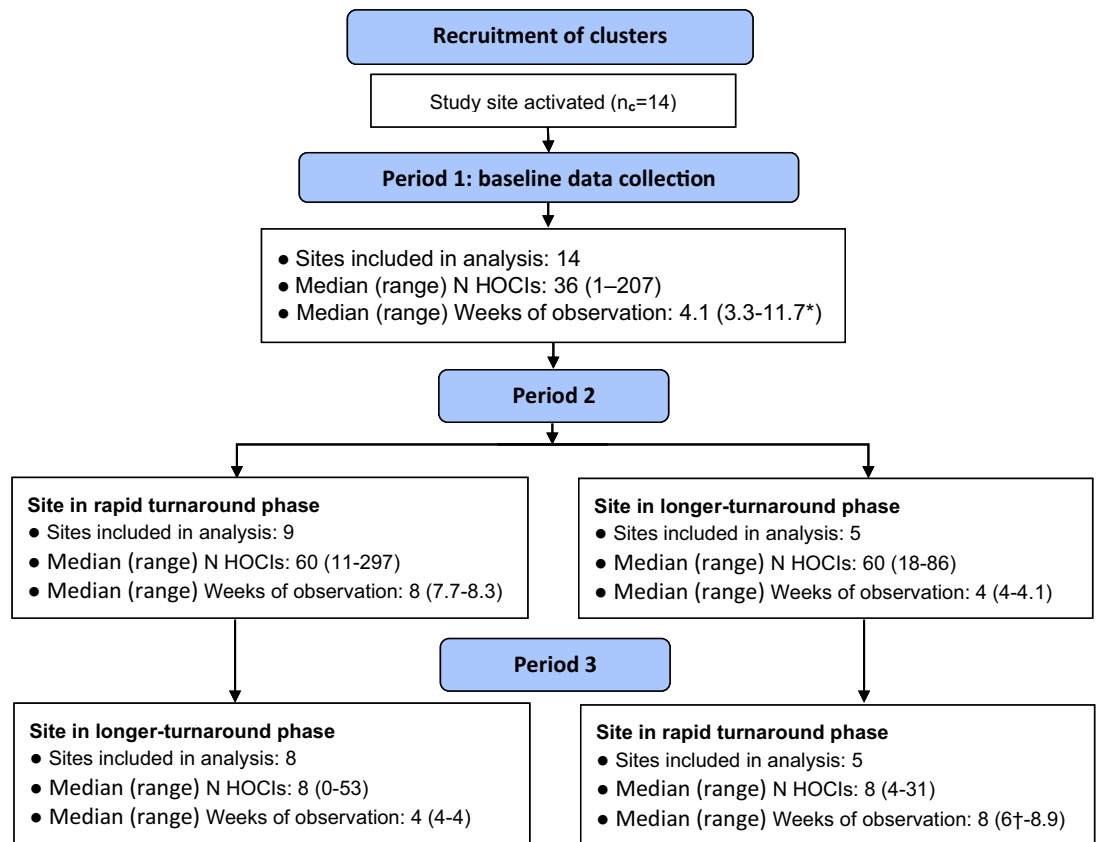 Recruitment of clusters
Study site activated (nc=14)
Period 1: baseline data collection
● Sites included in analysis: 14
● Median (range) N HOCIs: 36 (1–207)
● Median (range) Weeks of observation: 4.1 (3.3-11.7*)
Period 2
Site in rapid turnaround phase
● Sites included in analysis: 9
● Median (range) N HOCIs: 60 (11-297)
● Median (range) Weeks of observation: 8 (7.7-8.3)
Site in longer-turnaround phase
● Sites included in analysis: 5
● Median (range) N HOCIs: 60 (18-86)
● Median (range) Weeks of observation: 4 (4-4.1)
Period 3
Site in longer-turnaround phase
● Sites included in analysis: 8
● Median (range) N HOCIs: 8 (0-53)
● Median (range) Weeks of observation: 4 (4-4)
Site in rapid turnaround phase
● Sites included in analysis: 5
● Median (range) N HOCIs: 8 (4-31)
● Median (range) Weeks of observation: 8 (6†-8.9)